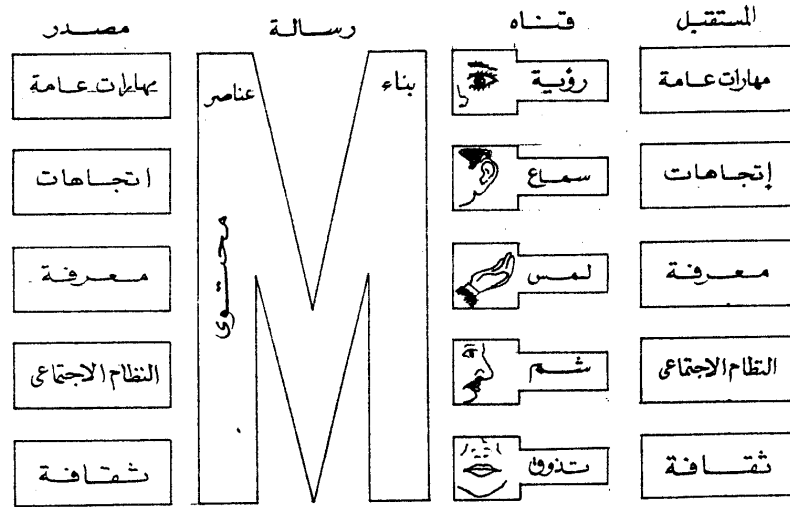 المستقبل
مهارات عامة
إتجاهات
معرفة
النظام الاجتماعى
ثقافة
قتناه
رؤية
سماع
لمس
شم
تذوق
رسالة
بناء
عناصر
محتوى
مصدر
مهارات عامة
اتجاهات
معرفة
النظام الاجتماعى
ثقافة